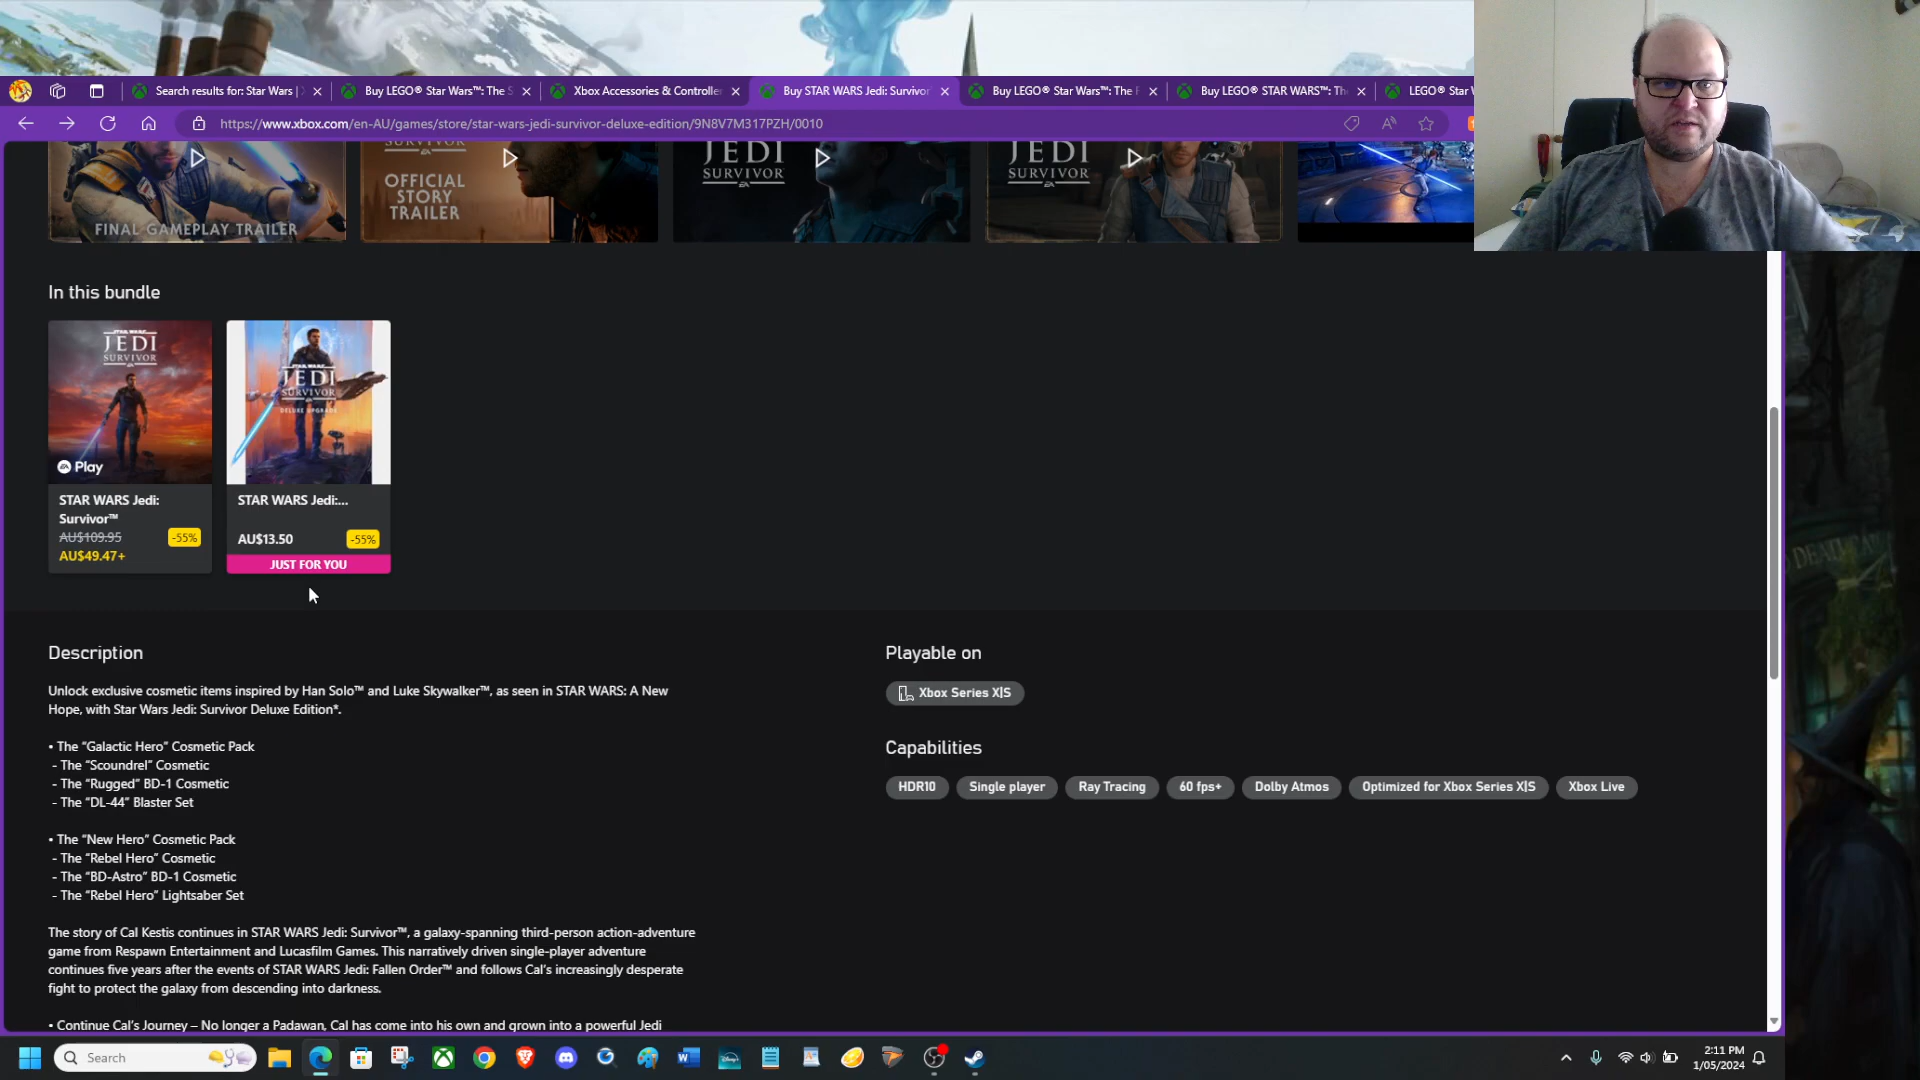 Search results for: Star Wars |
Buy LEGO® Star Wars™: The S
Xbox Accessories & Controlle
Buy STAR WARS Jedi: Survivor
Buy LEGO® Star Wars™: The F
Buy LEGO® STAR WARS™: Th
LEGO® Star W
https://www.xbox.com/en-AU/games/store/star-wars-jedi-survivor-deluxe-edition/9N8V7M317PZH/0010
FINAL GAMEPLAY TRAILER
SURVIVOR
OFFICIAL
STORY
TRAILER
JEDI
SURVIVOR
JEDI
SURVIVOR
In this bundle
STAR WARS
JEDI
SURVIVOR
EA Play
STAR WARS Jedi:
Survivor™
AU$109.95
-55%
AU$49.47+
JEDI
SURVIVOR
DELUXE UPGRADE
STAR WARS Jedi:...
AU$13.50
-55%
JUST FOR YOU
Description
Unlock exclusive cosmetic items inspired by Han Solo™ and Luke Skywalker™, as seen in STAR WARS: A New
Hope, with Star Wars Jedi: Survivor Deluxe Edition*.
• The “Galactic Hero” Cosmetic Pack
- The “Scoundrel” Cosmetic
- The “Rugged” BD-1 Cosmetic
- The “DL-44” Blaster Set
• The “New Hero” Cosmetic Pack
- The “Rebel Hero” Cosmetic
- The “BD-Astro” BD-1 Cosmetic
- The “Rebel Hero” Lightsaber Set
The story of Cal Kestis continues in STAR WARS Jedi: Survivor™, a galaxy-spanning third-person action-adventure
game from Respawn Entertainment and Lucasfilm Games. This narratively driven single-player adventure
continues five years after the events of STAR WARS Jedi: Fallen Order™ and follows Cal’s increasingly desperate
fight to protect the galaxy from descending into darkness.
• Continue Cal’s Journey – No longer a Padawan, Cal has come into his own and grown into a powerful Jedi
Playable on
Xbox Series X|S
Capabilities
HDR10
Single player
Ray Tracing
60 fps+
Dolby Atmos
Optimized for Xbox Series X|S
Xbox Live
Search
2:11 PM
1/05/2024